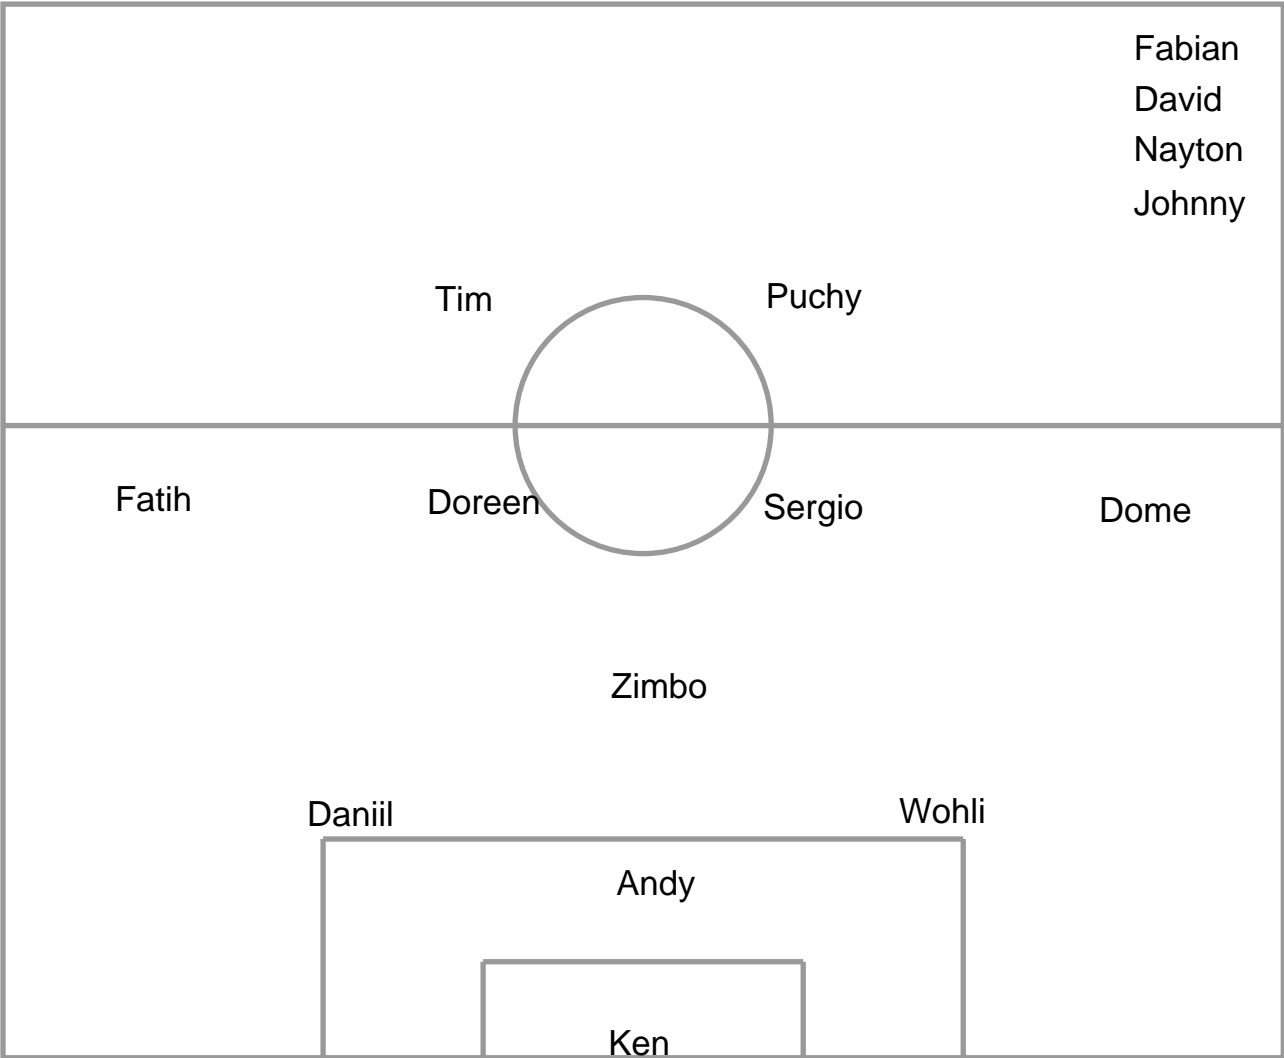 Fabian
David
Nayton
Johnny
Tim
Puchy
Fatih
Doreen
Sergio
Dome
Zimbo
Daniil
Wohli
Andy
Ken